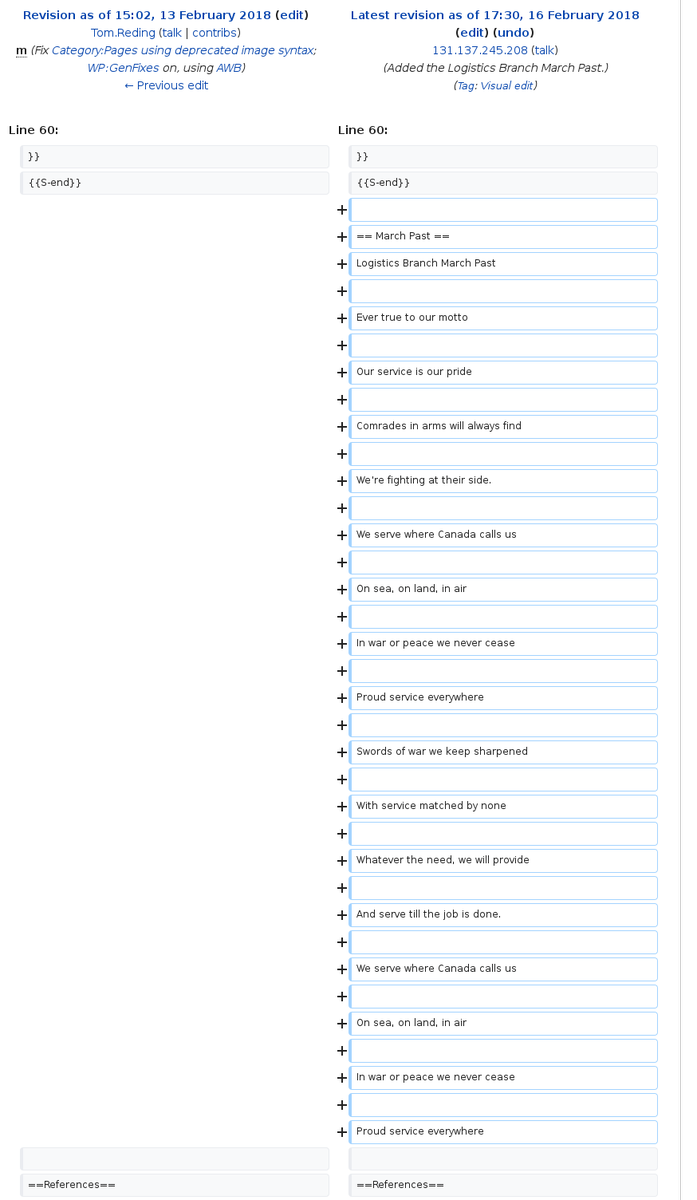 Revision as of 15:02, 13 February 2018 (edit)
Tom.Reding (talk | contribs)
m (Fix Category:Pages using deprecated image syntax;
WP:GenFixes on, using AWB)
← Previous edit
Latest revision as of 17:30, 16 February 2018
(edit) (undo)
131.137.245.208 (talk)
(Added the Logistics Branch March Past.)
(Tag: Visual edit)
Line 60:
Line 60:
}}
}}
{{S-end}}
{{S-end}}
+
+ == March Past ==
+ Logistics Branch March Past
+
+ Ever true to our motto
+
+ Our service is our pride
+
+ Comrades in arms will always find
+
+ We're fighting at their side.
+
+ We serve where Canada calls us
+
+ On sea, on land, in air
+
+ In war or peace we never cease
+
+ Proud service everywhere
+
+ Swords of war we keep sharpened
+
+ With service matched by none
+
+ Whatever the need, we will provide
+
+ And serve till the job is done.
+
+ We serve where Canada calls us
+
+ On sea, on land, in air
+
+ In war or peace we never cease
+
+ Proud service everywhere
==References==
==References==